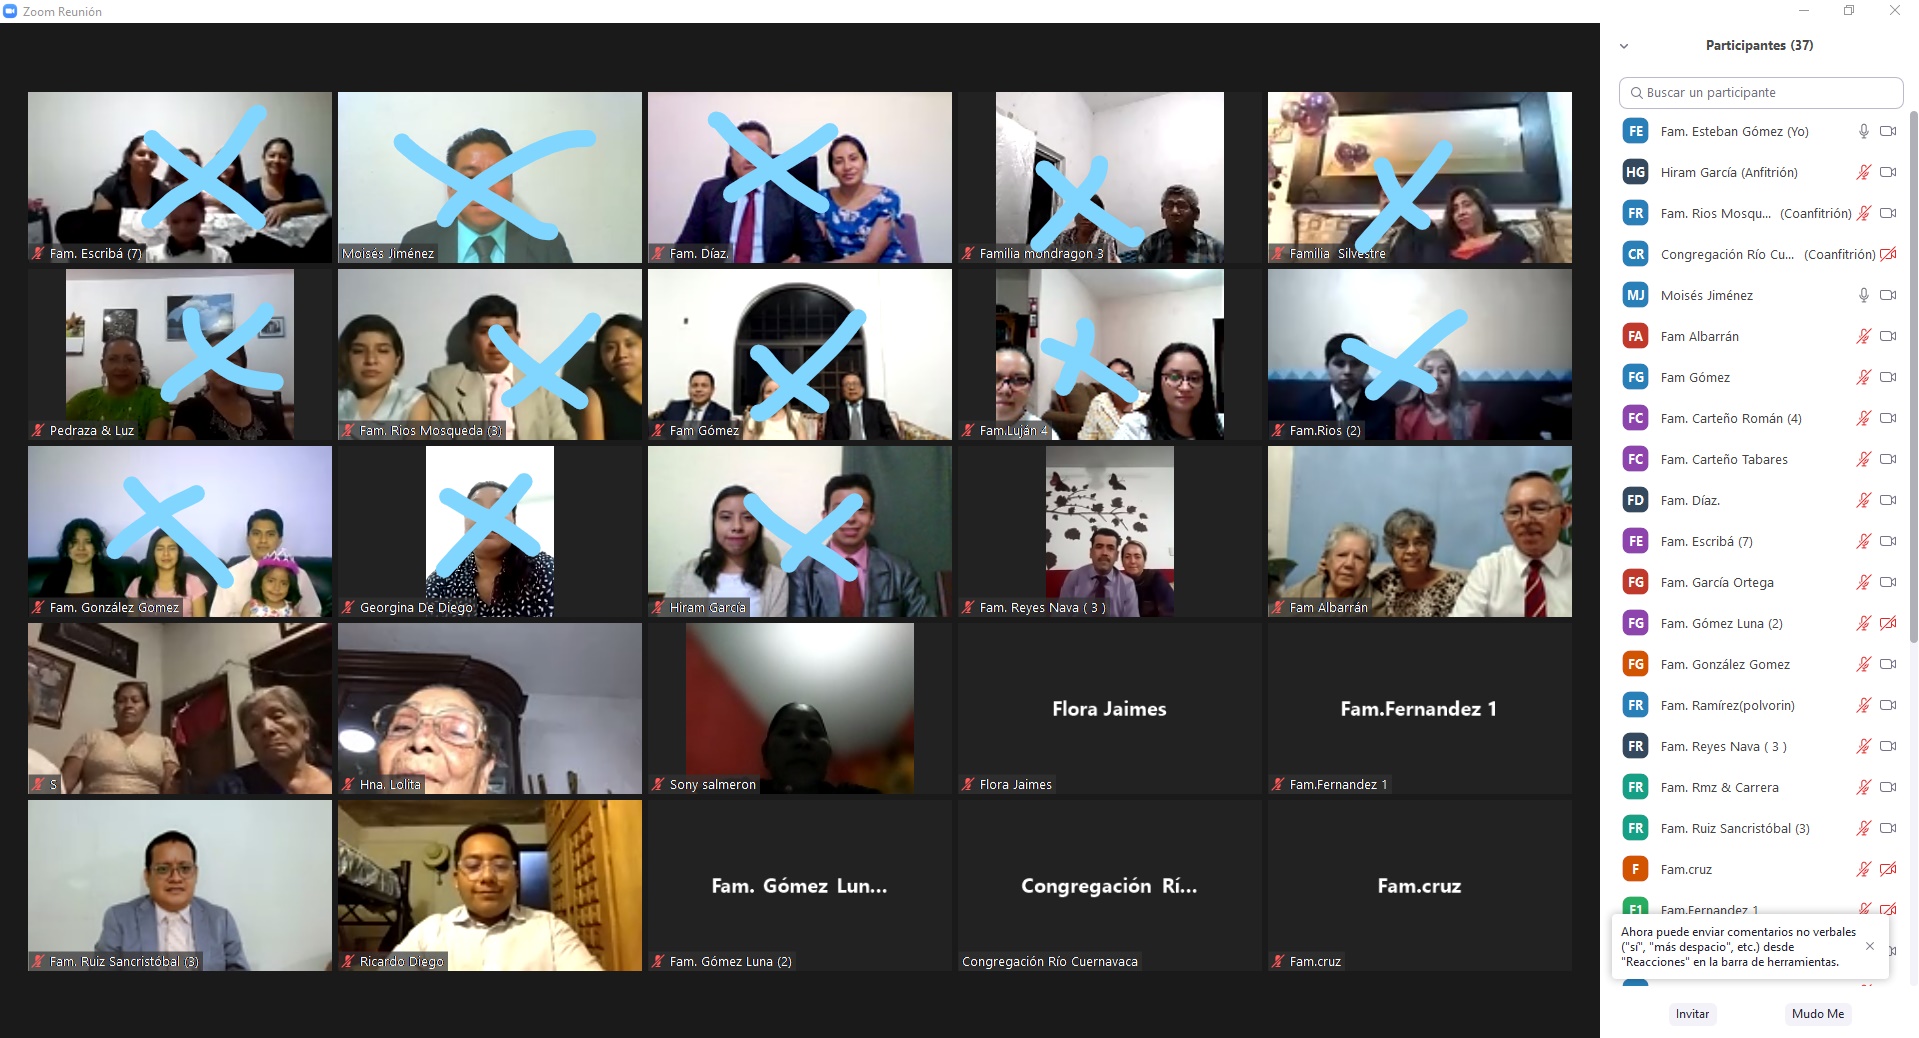 Zoom Reunión
Fam. Escribá (7)
Moisés Jiménez
Fam. Díaz.
Familia mondragon 3
Familia Silvestre
Pedraza & Luz
Fam. Rios Mosqueda (3)
Fam Gómez
Fam.Luján 4
Fam.Rios (2)
Fam. González Gomez
Georgina De Diego
Hiram García
Fam. Reyes Nava ( 3 )
Fam Albarrán
S
Hna. Lolita
Sony salmeron
Flora Jaimes
Flora Jaimes
Fam.Fernandez 1
Fam.Fernandez 1
Fam. Ruiz Sancristóbal (3)
Ricardo Diego
Fam. Gómez Lun...
Fam. Gómez Luna (2)
Congregación Rí...
Congregación Río Cuernavaca
Fam.cruz
Fam.cruz
Participantes (37)
Buscar un participante
FE Fam. Esteban Gómez (Yo)
HG Hiram García (Anfitrión)
FR Fam. Rios Mosqu... (Coanfitrión)
CR Congregación Río Cu... (Coanfitrión)
MJ Moisés Jiménez
FA Fam Albarrán
FG Fam Gómez
FC Fam. Carteño Román (4)
FC Fam. Carteño Tabares
FD Fam. Díaz.
FE Fam. Escribá (7)
FG Fam. García Ortega
FG Fam. Gómez Luna (2)
FG Fam. González Gomez
FR Fam. Ramírez(polvorin)
FR Fam. Reyes Nava ( 3 )
FR Fam. Rmz & Carrera
FR Fam. Ruiz Sancristóbal (3)
F Fam.cruz
F1 Fam.Fernandez 1
Ahora puede enviar comentarios no verbales
("sí", "más despacio", etc.) desde
"Reacciones" en la barra de herramientas.
Invitar
Mudo Me